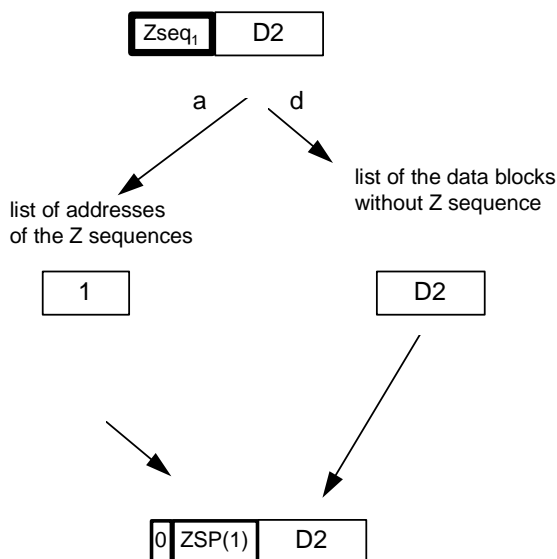 Zseq₁ D2
a d
list of addresses
of the Z sequences
list of the data blocks
without Z sequence
1 D2
0 ZSP(1) D2